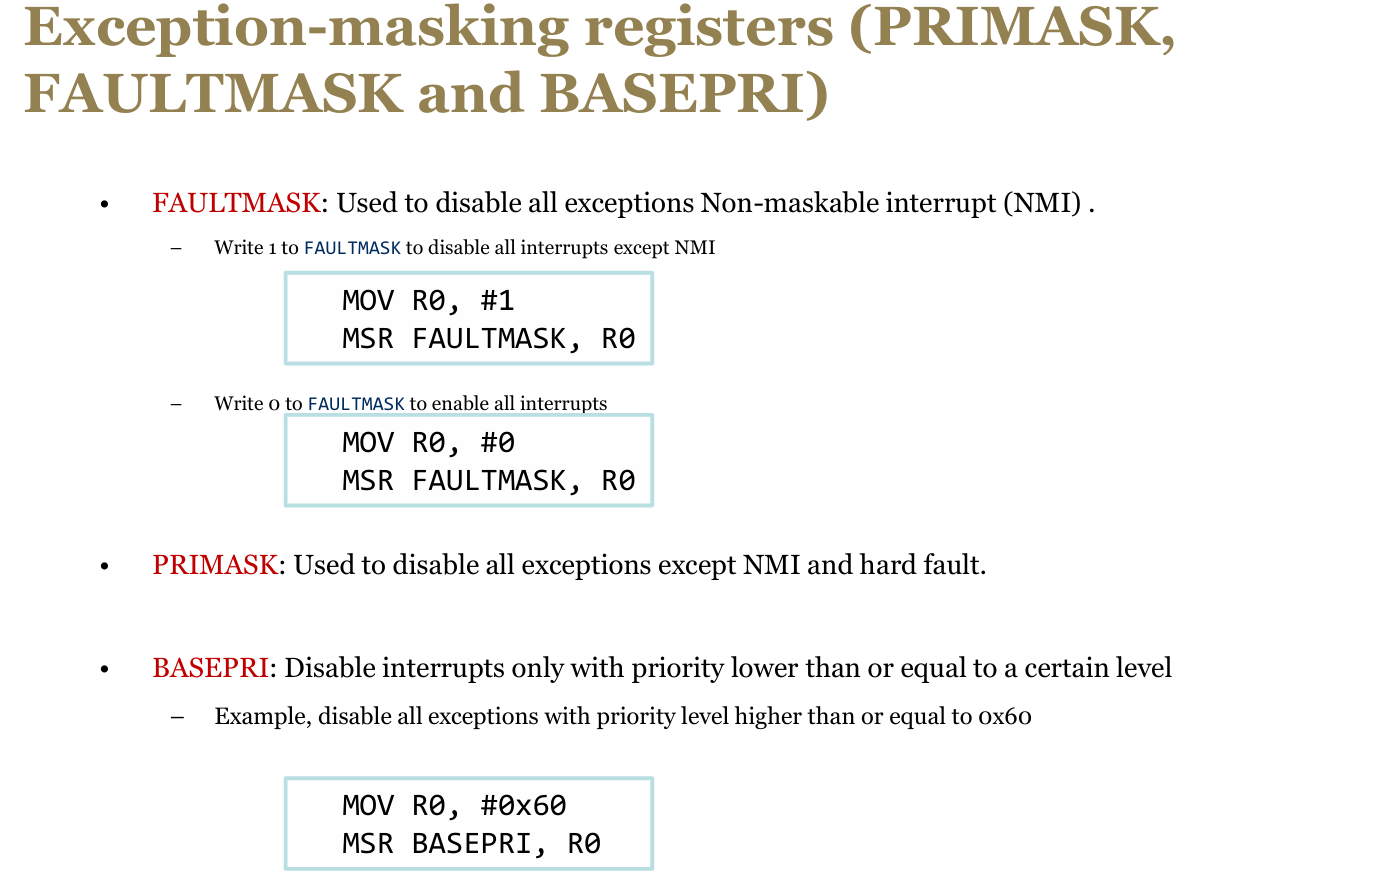 Exception-masking registers (PRIMASK,
FAULTMASK and BASEPRI)
• FAULTMASK: Used to disable all exceptions Non-maskable interrupt (NMI) .
– Write 1 to FAULTMASK to disable all interrupts except NMI
MOV R0, #1
MSR FAULTMASK, R0
– Write 0 to FAULTMASK to enable all interrupts
MOV R0, #0
MSR FAULTMASK, R0
• PRIMASK: Used to disable all exceptions except NMI and hard fault.
• BASEPRI: Disable interrupts only with priority lower than or equal to a certain level
– Example, disable all exceptions with priority level higher than or equal to 0x60
MOV R0, #0x60
MSR BASEPRI, R0